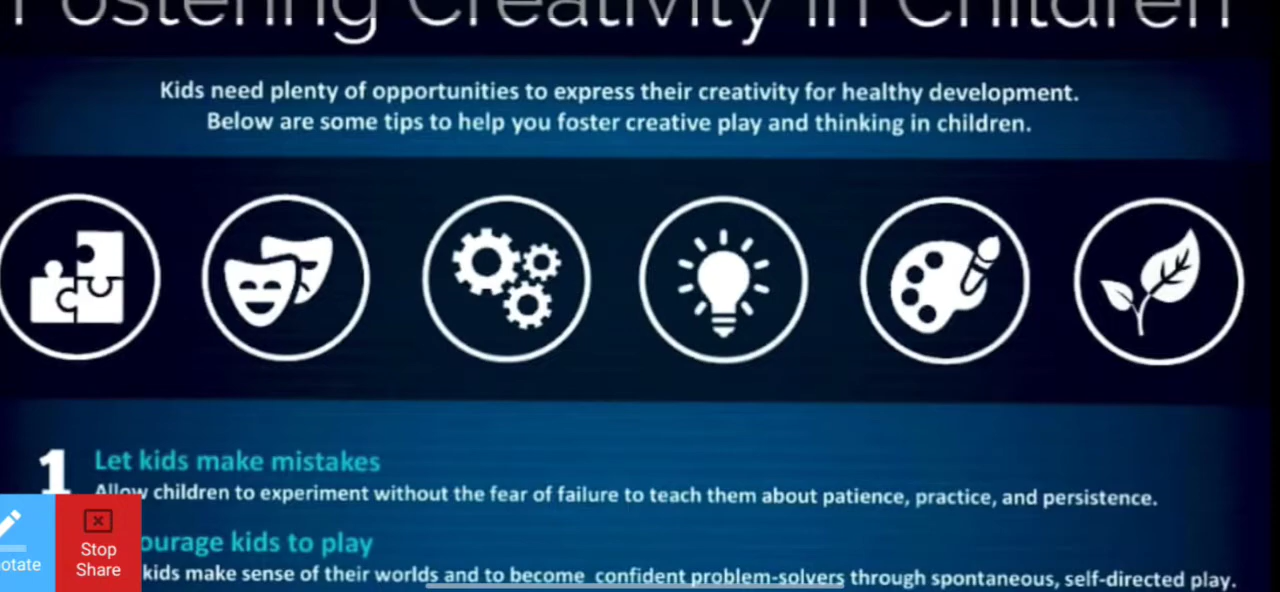 Fostering Creativity in Children
Kids need plenty of opportunities to express their creativity for healthy development.
Below are some tips to help you foster creative play and thinking in children.
1 Let kids make mistakes
Allow children to experiment without the fear of failure to teach them about patience, practice, and persistence.
ourage kids to play
kids make sense of their worlds and to become confident problem-solvers through spontaneous, self-directed play.
otate
Stop
Share